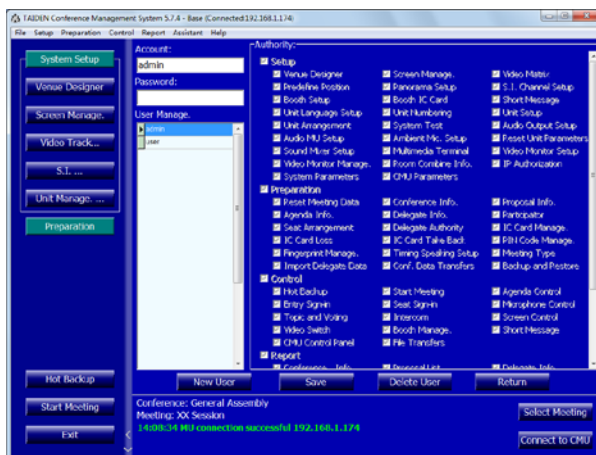 TAIDEN Conference Management System 5.7.4 - Base (Connected:192.168.1.174)
File Setup Preparation Control Report Assistant Help
System Setup
Venue Designer
Screen Manage.
Video Track...
S.I. ...
Unit Manage. ...
Preparation
Hot Backup
Start Meeting
Exit
Account:
admin
Password:
User Manage.
admin
user
Authority:
Setup
Venue Designer Screen Manage. Video Matrix
Predefine Position Panorama Setup S.I. Channel Setup
Booth Setup Booth IC Card Short Message
Unit Language Setup Unit Numbering Unit Setup
Unit Arrangement System Test Audio Output Setup
Audio MU Setup Ambient Mic. Setup Reset Unit Parameters
Sound Mixer Setup Multimedia Terminal Video Monitor Setup
Video Monitor Manage. Room Combine Info. IP Authorization
System Parameters CMU Parameters
Preparation
Reset Meeting Data Conference Info. Proposal Info.
Agenda Info. Delegate Info. Participator
Seat Arrangement Delegate Authority IC Card Manage.
IC Card Loss IC Card Take Back PIN Code Manage.
Fingerprint Manage. Timing Speaking Setup Meeting Type
Import Delegate Data Conf. Data Transfers Backup and Restore
Control
Hot Backup Start Meeting Agenda Control
Entry Sign-in Seat Sign-in Microphone Control
Topic and Voting Intercom Screen Control
Video Switch Booth Manage. Short Message
CMU Control Panel File Transfers
Report
Conference. Info. Proposal List Delegate Info.
New User Save Delete User Return
Conference: General Assembly
Meeting: XX Session
14:08:34 MU connection successful 192.168.1.174
Select Meeting
Connect to CMU